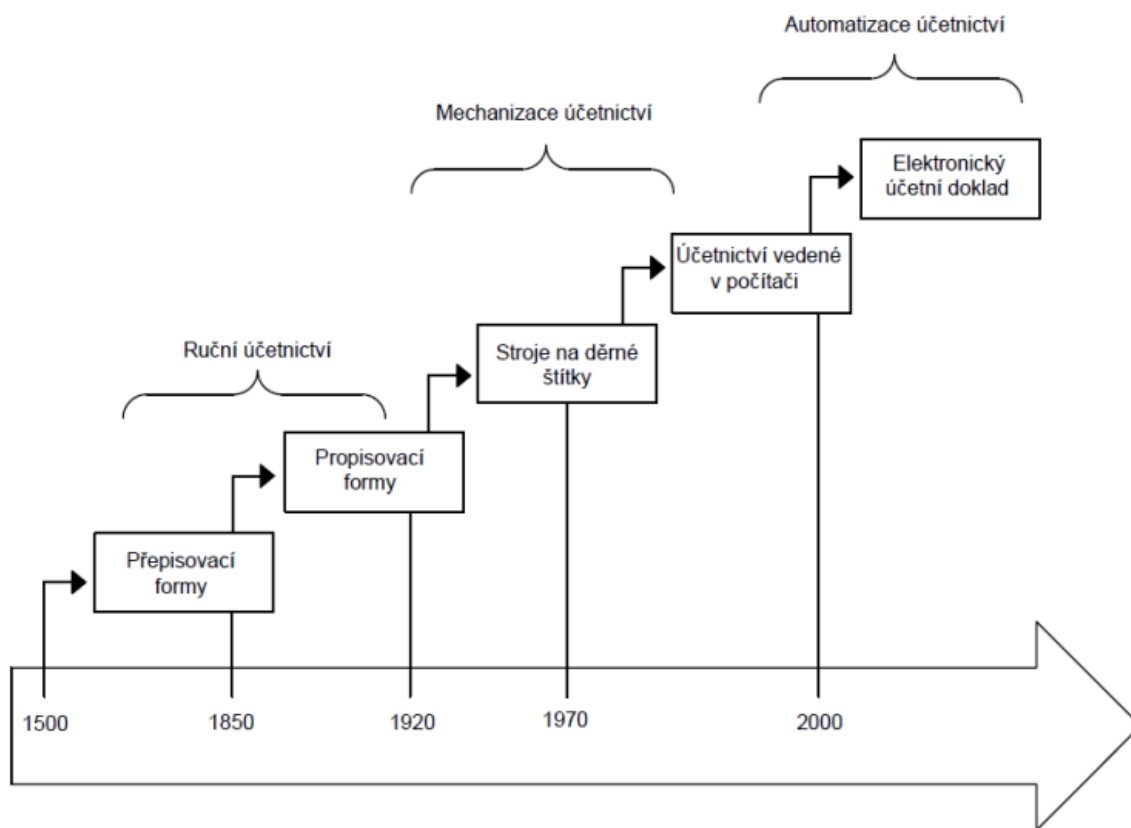 Automatizace účetnictví
Mechanizace účetnictví
Elektronický
účetní doklad
Účetnictví vedené
v počítači
Ruční účetnictví
Stroje na děrné
štítky
Propisovací
formy
Přepisovací
formy
1500
1850
1920
1970
2000